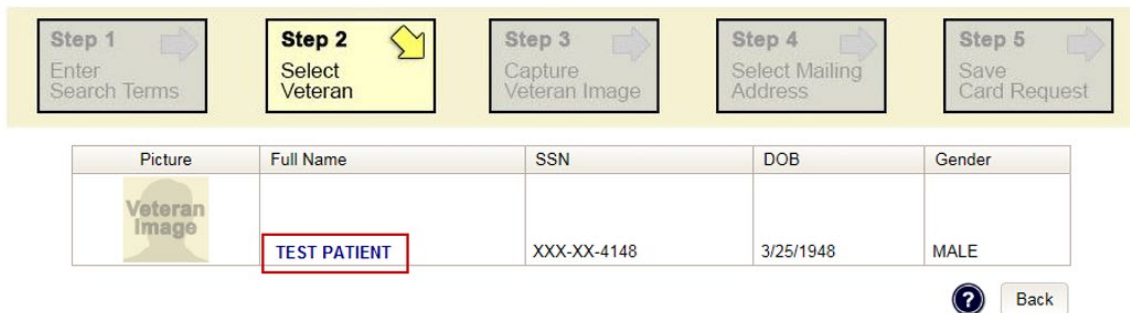 Step 1
Enter
Search Terms
Step 2
Select
Veteran
Step 3
Capture
Veteran Image
Step 4
Select Mailing
Address
Step 5
Save
Card Request
Picture Full Name SSN DOB Gender
Veteran
Image
TEST PATIENT XXX-XX-4148 3/25/1948 MALE
? Back